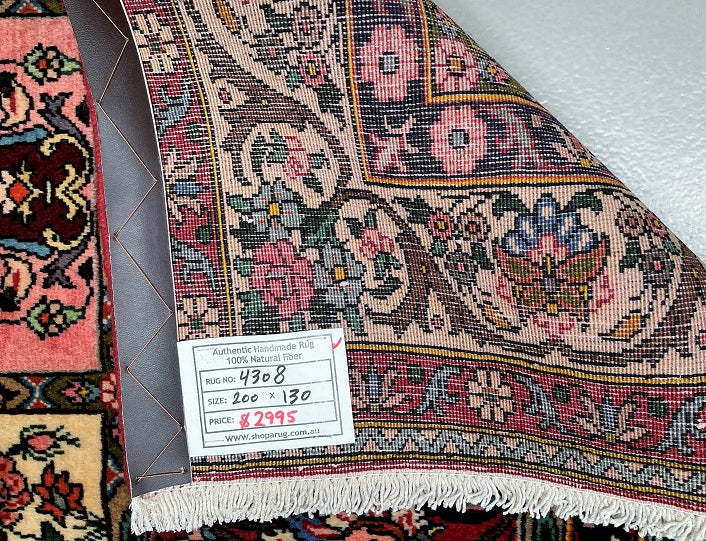 Authentic Handmade Rug
100% Natural Fiber
RUG NO: 4308
SIZE: 200 x 130
PRICE: $2995
www.shoparug.com.au